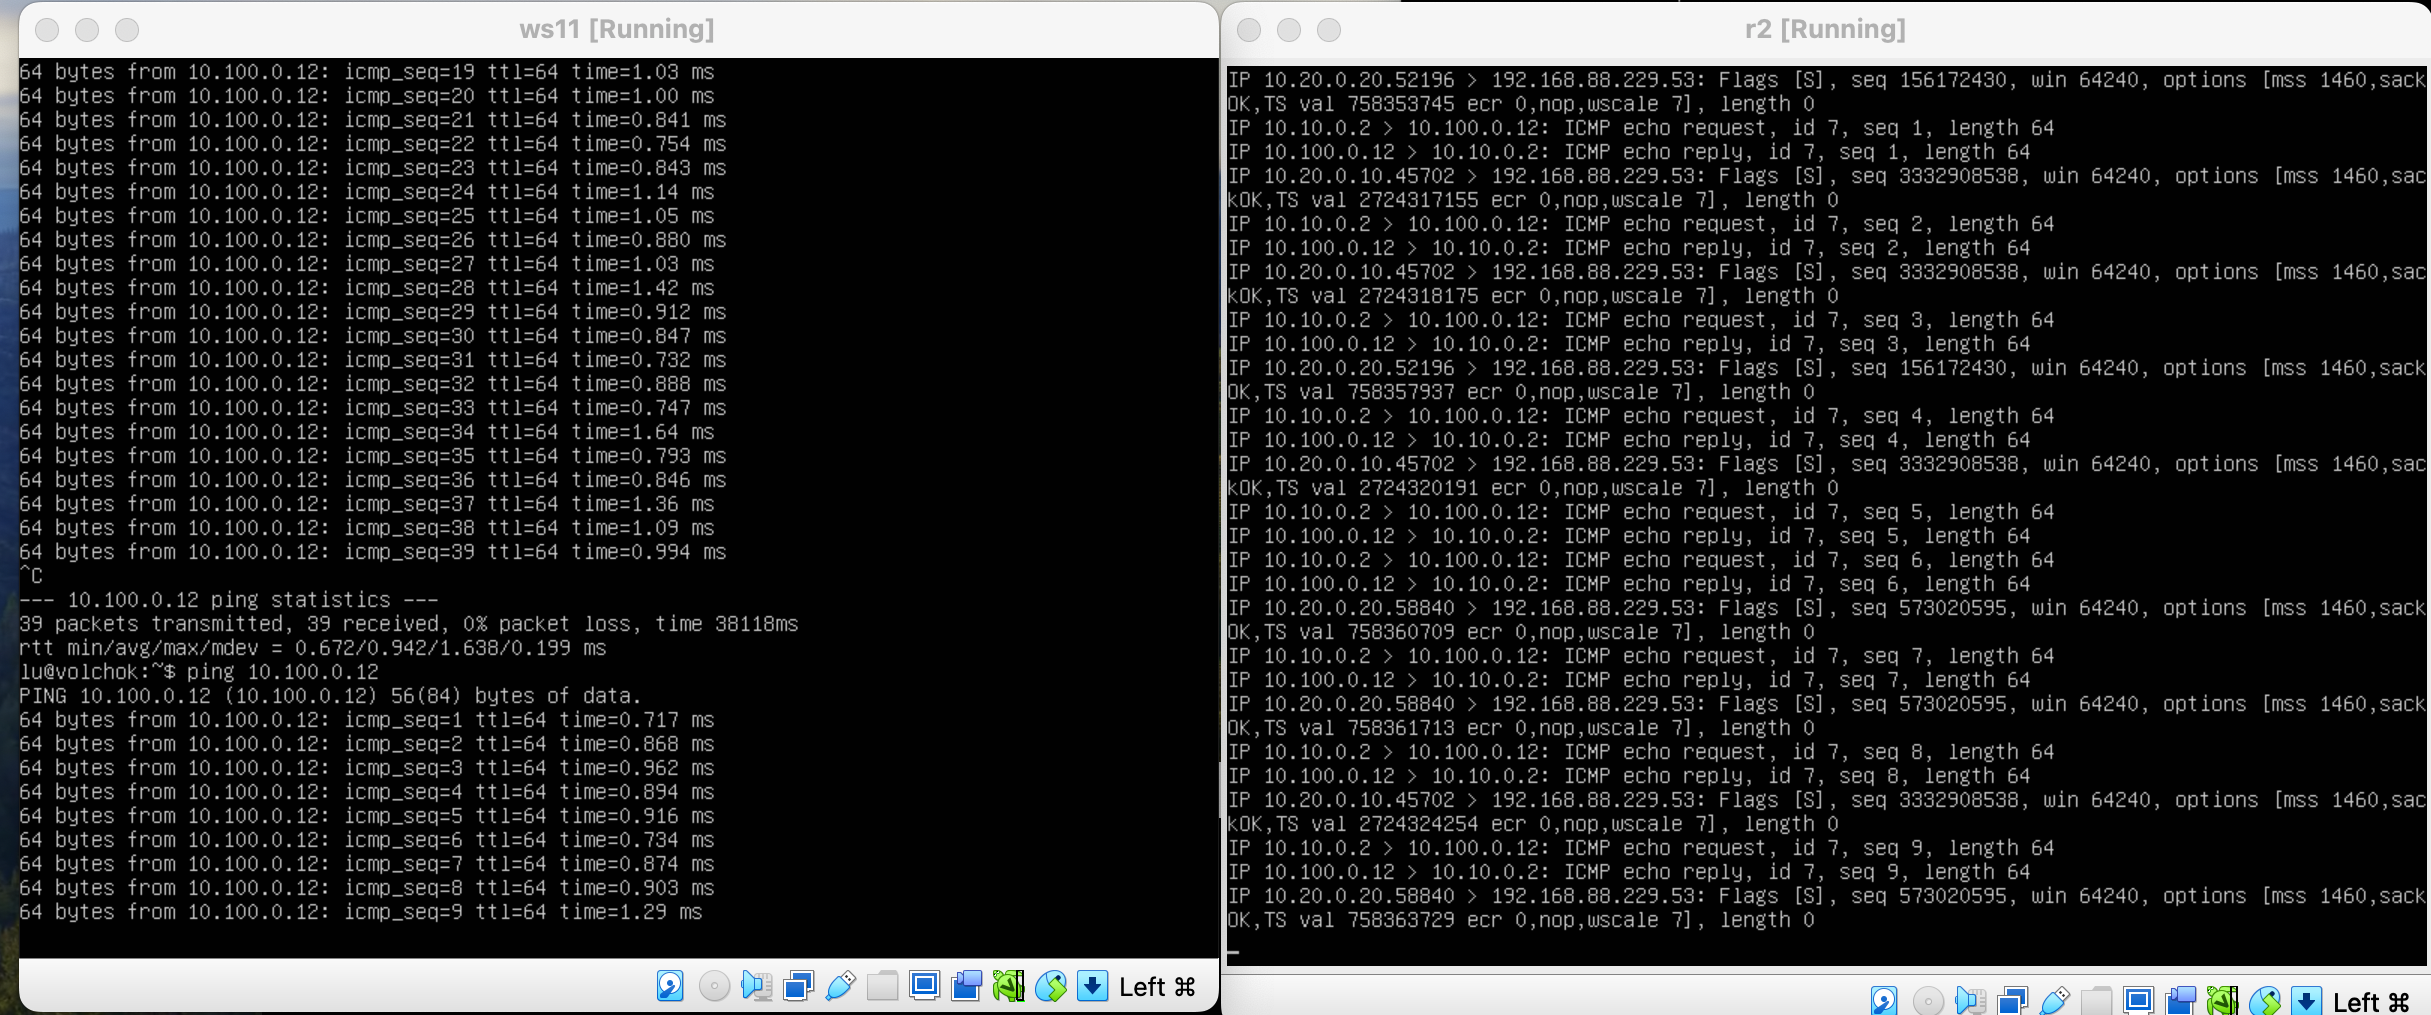 ws11 [Running]
64 bytes from 10.100.0.12: icmp_seq=19 ttl=64 time=1.03 ms
64 bytes from 10.100.0.12: icmp_seq=20 ttl=64 time=1.00 ms
64 bytes from 10.100.0.12: icmp_seq=21 ttl=64 time=0.841 ms
64 bytes from 10.100.0.12: icmp_seq=22 ttl=64 time=0.754 ms
64 bytes from 10.100.0.12: icmp_seq=23 ttl=64 time=0.843 ms
64 bytes from 10.100.0.12: icmp_seq=24 ttl=64 time=1.14 ms
64 bytes from 10.100.0.12: icmp_seq=25 ttl=64 time=1.05 ms
64 bytes from 10.100.0.12: icmp_seq=26 ttl=64 time=0.880 ms
64 bytes from 10.100.0.12: icmp_seq=27 ttl=64 time=1.03 ms
64 bytes from 10.100.0.12: icmp_seq=28 ttl=64 time=1.42 ms
64 bytes from 10.100.0.12: icmp_seq=29 ttl=64 time=0.912 ms
64 bytes from 10.100.0.12: icmp_seq=30 ttl=64 time=0.847 ms
64 bytes from 10.100.0.12: icmp_seq=31 ttl=64 time=0.732 ms
64 bytes from 10.100.0.12: icmp_seq=32 ttl=64 time=0.888 ms
64 bytes from 10.100.0.12: icmp_seq=33 ttl=64 time=0.747 ms
64 bytes from 10.100.0.12: icmp_seq=34 ttl=64 time=1.64 ms
64 bytes from 10.100.0.12: icmp_seq=35 ttl=64 time=0.793 ms
64 bytes from 10.100.0.12: icmp_seq=36 ttl=64 time=0.846 ms
64 bytes from 10.100.0.12: icmp_seq=37 ttl=64 time=1.36 ms
64 bytes from 10.100.0.12: icmp_seq=38 ttl=64 time=1.09 ms
64 bytes from 10.100.0.12: icmp_seq=39 ttl=64 time=0.994 ms
^C
--- 10.100.0.12 ping statistics ---
39 packets transmitted, 39 received, 0% packet loss, time 38118ms
rtt min/avg/max/mdev = 0.672/0.942/1.638/0.199 ms
lu@volchok:~$ ping 10.100.0.12
PING 10.100.0.12 (10.100.0.12) 56(84) bytes of data.
64 bytes from 10.100.0.12: icmp_seq=1 ttl=64 time=0.717 ms
64 bytes from 10.100.0.12: icmp_seq=2 ttl=64 time=0.868 ms
64 bytes from 10.100.0.12: icmp_seq=3 ttl=64 time=0.962 ms
64 bytes from 10.100.0.12: icmp_seq=4 ttl=64 time=0.894 ms
64 bytes from 10.100.0.12: icmp_seq=5 ttl=64 time=0.916 ms
64 bytes from 10.100.0.12: icmp_seq=6 ttl=64 time=0.734 ms
64 bytes from 10.100.0.12: icmp_seq=7 ttl=64 time=0.874 ms
64 bytes from 10.100.0.12: icmp_seq=8 ttl=64 time=0.903 ms
64 bytes from 10.100.0.12: icmp_seq=9 ttl=64 time=1.29 ms
Left ⌘
r2 [Running]
IP 10.20.0.20.52196 > 192.168.88.229.53: Flags [S], seq 156172430, win 64240, options [mss 1460,sack
OK,TS val 758353745 ecr 0,nop,wscale 7], length 0
IP 10.10.0.2 > 10.100.0.12: ICMP echo request, id 7, seq 1, length 64
IP 10.100.0.12 > 10.10.0.2: ICMP echo reply, id 7, seq 1, length 64
IP 10.20.0.10.45702 > 192.168.88.229.53: Flags [S], seq 3332908538, win 64240, options [mss 1460,sac
kOK,TS val 2724317155 ecr 0,nop,wscale 7], length 0
IP 10.10.0.2 > 10.100.0.12: ICMP echo request, id 7, seq 2, length 64
IP 10.100.0.12 > 10.10.0.2: ICMP echo reply, id 7, seq 2, length 64
IP 10.20.0.10.45702 > 192.168.88.229.53: Flags [S], seq 3332908538, win 64240, options [mss 1460,sac
kOK,TS val 2724318175 ecr 0,nop,wscale 7], length 0
IP 10.10.0.2 > 10.100.0.12: ICMP echo request, id 7, seq 3, length 64
IP 10.100.0.12 > 10.10.0.2: ICMP echo reply, id 7, seq 3, length 64
IP 10.20.0.20.52196 > 192.168.88.229.53: Flags [S], seq 156172430, win 64240, options [mss 1460,sack
OK,TS val 758357937 ecr 0,nop,wscale 7], length 0
IP 10.10.0.2 > 10.100.0.12: ICMP echo request, id 7, seq 4, length 64
IP 10.100.0.12 > 10.10.0.2: ICMP echo reply, id 7, seq 4, length 64
IP 10.20.0.10.45702 > 192.168.88.229.53: Flags [S], seq 3332908538, win 64240, options [mss 1460,sac
kOK,TS val 2724320191 ecr 0,nop,wscale 7], length 0
IP 10.10.0.2 > 10.100.0.12: ICMP echo request, id 7, seq 5, length 64
IP 10.100.0.12 > 10.10.0.2: ICMP echo reply, id 7, seq 5, length 64
IP 10.10.0.2 > 10.100.0.12: ICMP echo request, id 7, seq 6, length 64
IP 10.100.0.12 > 10.10.0.2: ICMP echo reply, id 7, seq 6, length 64
IP 10.20.0.20.58840 > 192.168.88.229.53: Flags [S], seq 573020595, win 64240, options [mss 1460,sack
OK,TS val 758360709 ecr 0,nop,wscale 7], length 0
IP 10.10.0.2 > 10.100.0.12: ICMP echo request, id 7, seq 7, length 64
IP 10.100.0.12 > 10.10.0.2: ICMP echo reply, id 7, seq 7, length 64
IP 10.20.0.20.58840 > 192.168.88.229.53: Flags [S], seq 573020595, win 64240, options [mss 1460,sack
OK,TS val 758361713 ecr 0,nop,wscale 7], length 0
IP 10.10.0.2 > 10.100.0.12: ICMP echo request, id 7, seq 8, length 64
IP 10.100.0.12 > 10.10.0.2: ICMP echo reply, id 7, seq 8, length 64
IP 10.20.0.10.45702 > 192.168.88.229.53: Flags [S], seq 3332908538, win 64240, options [mss 1460,sac
kOK,TS val 2724324254 ecr 0,nop,wscale 7], length 0
IP 10.10.0.2 > 10.100.0.12: ICMP echo request, id 7, seq 9, length 64
IP 10.100.0.12 > 10.10.0.2: ICMP echo reply, id 7, seq 9, length 64
IP 10.20.0.20.58840 > 192.168.88.229.53: Flags [S], seq 573020595, win 64240, options [mss 1460,sack
OK,TS val 758363729 ecr 0,nop,wscale 7], length 0
Left ⌘